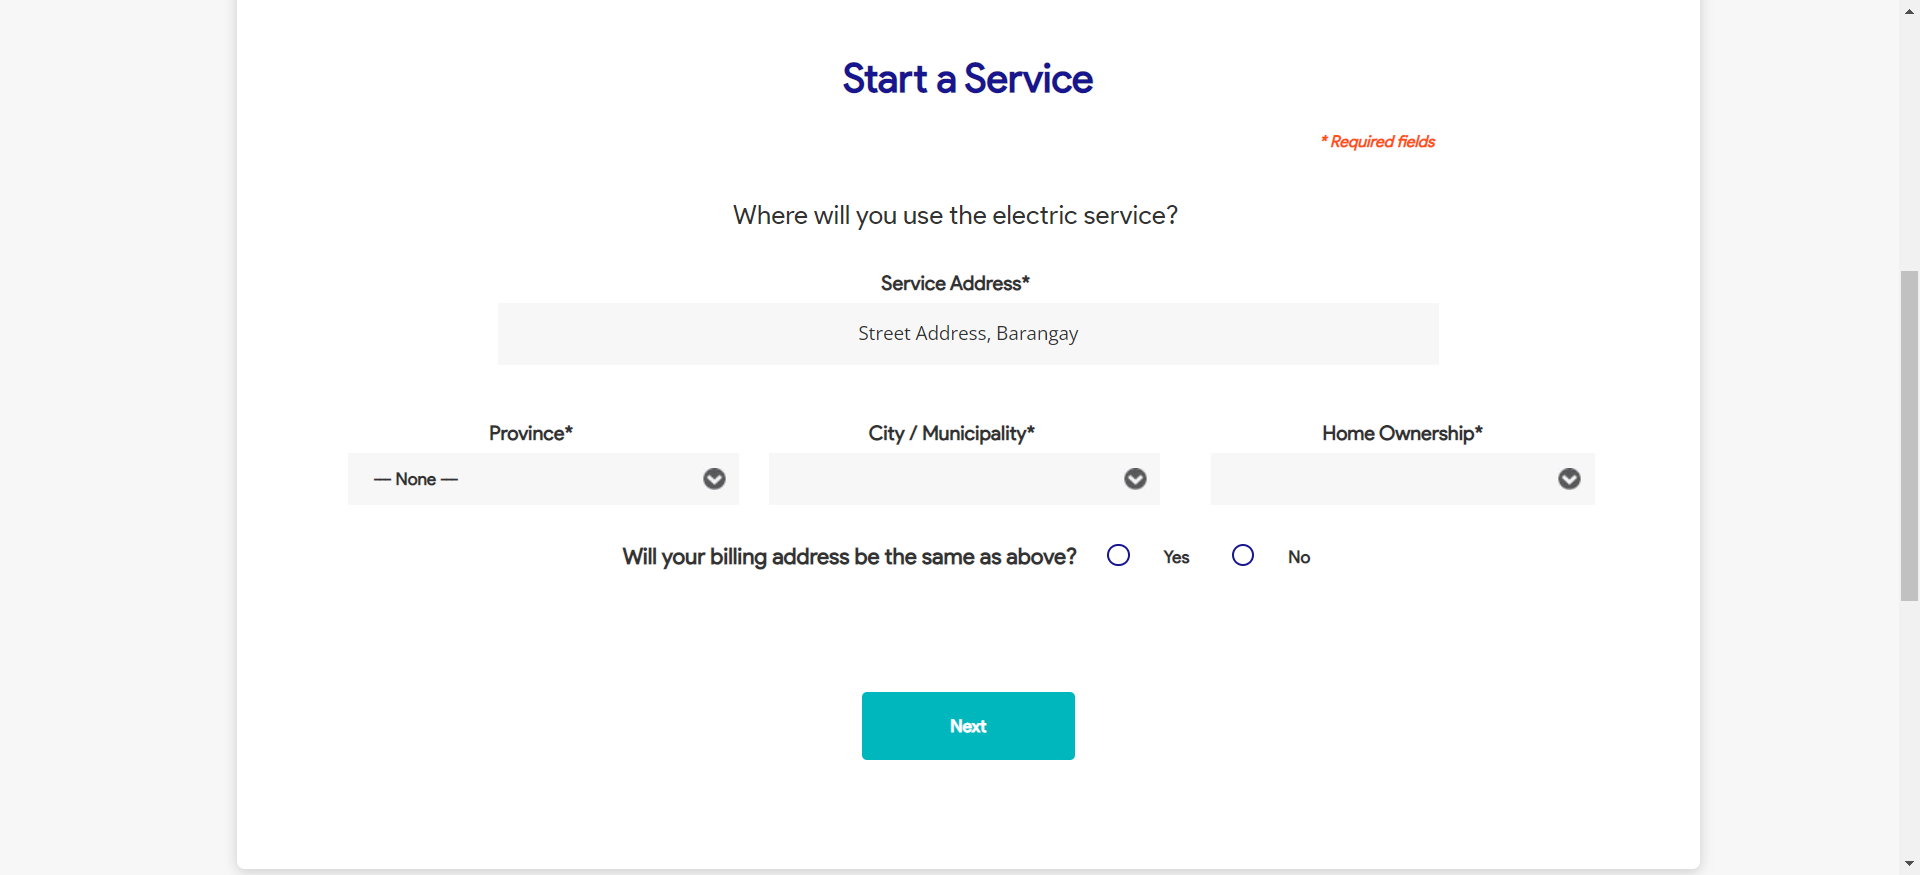 Start a Service
* Required fields
Where will you use the electric service?
Service Address*
Street Address, Barangay
Province* City / Municipality* Home Ownership*
— None —
Will your billing address be the same as above? Yes No
Next